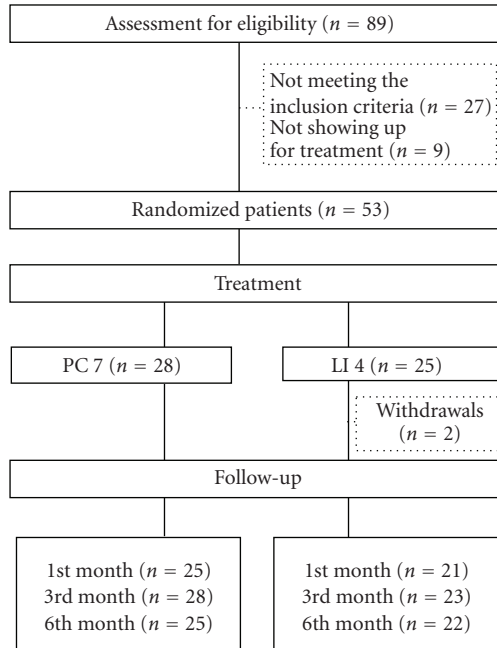 Assessment for eligibility (n = 89)
Not meeting the
inclusion criteria (n = 27)
Not showing up
for treatment (n = 9)
Randomized patients (n = 53)
Treatment
PC 7 (n = 28)
LI 4 (n = 25)
Withdrawals
(n = 2)
Follow-up
1st month (n = 25)
3rd month (n = 28)
6th month (n = 25)
1st month (n = 21)
3rd month (n = 23)
6th month (n = 22)